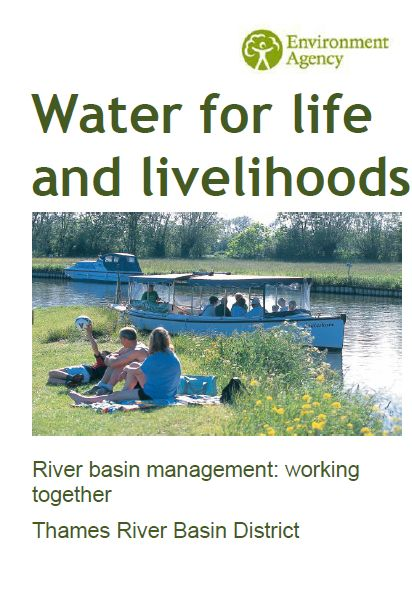 Environment
Agency
Water for life
and livelihoods
River basin management: working
together
Thames River Basin District